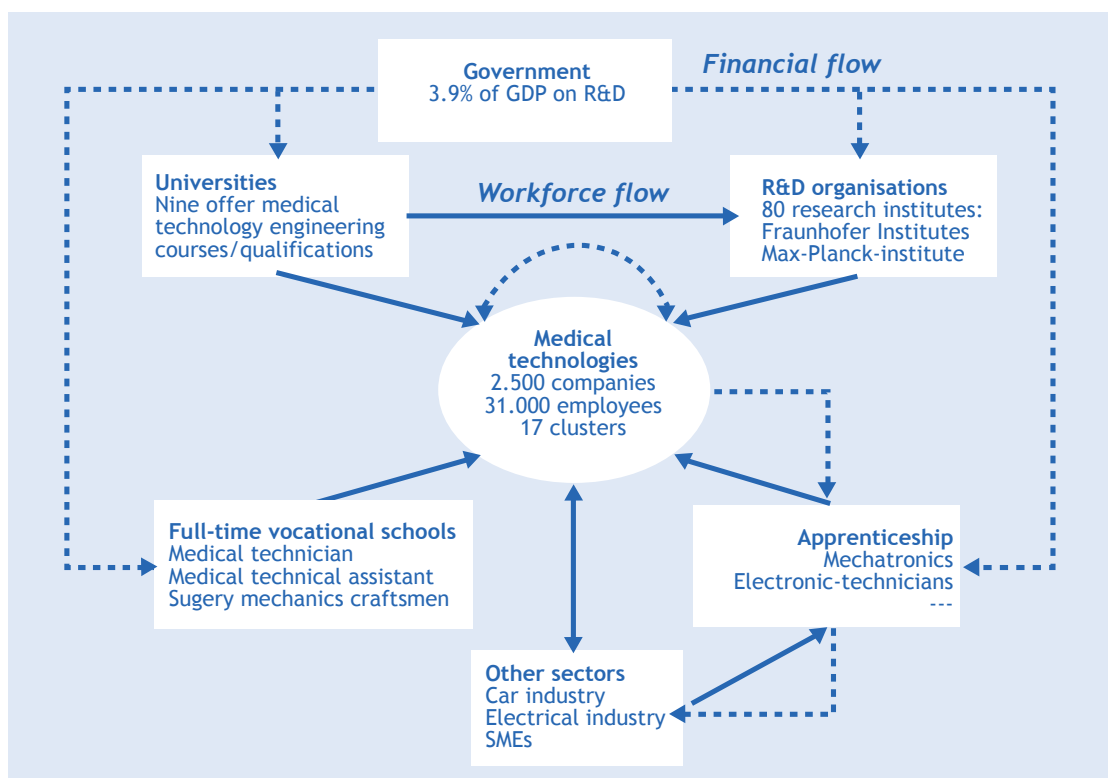 Government
3.9% of GDP on R&D
Financial flow
Universities
Nine offer medical
technology engineering
courses/qualifications
Workforce flow
R&D organisations
80 research institutes:
Fraunhofer Institutes
Max-Planck-institute
Medical
technologies
2.500 companies
31.000 employees
17 clusters
Full-time vocational schools
Medical technician
Medical technical assistant
Sugery mechanics craftsmen
Apprenticeship
Mechatronics
Electronic-technicians
---
Other sectors
Car industry
Electrical industry
SMEs